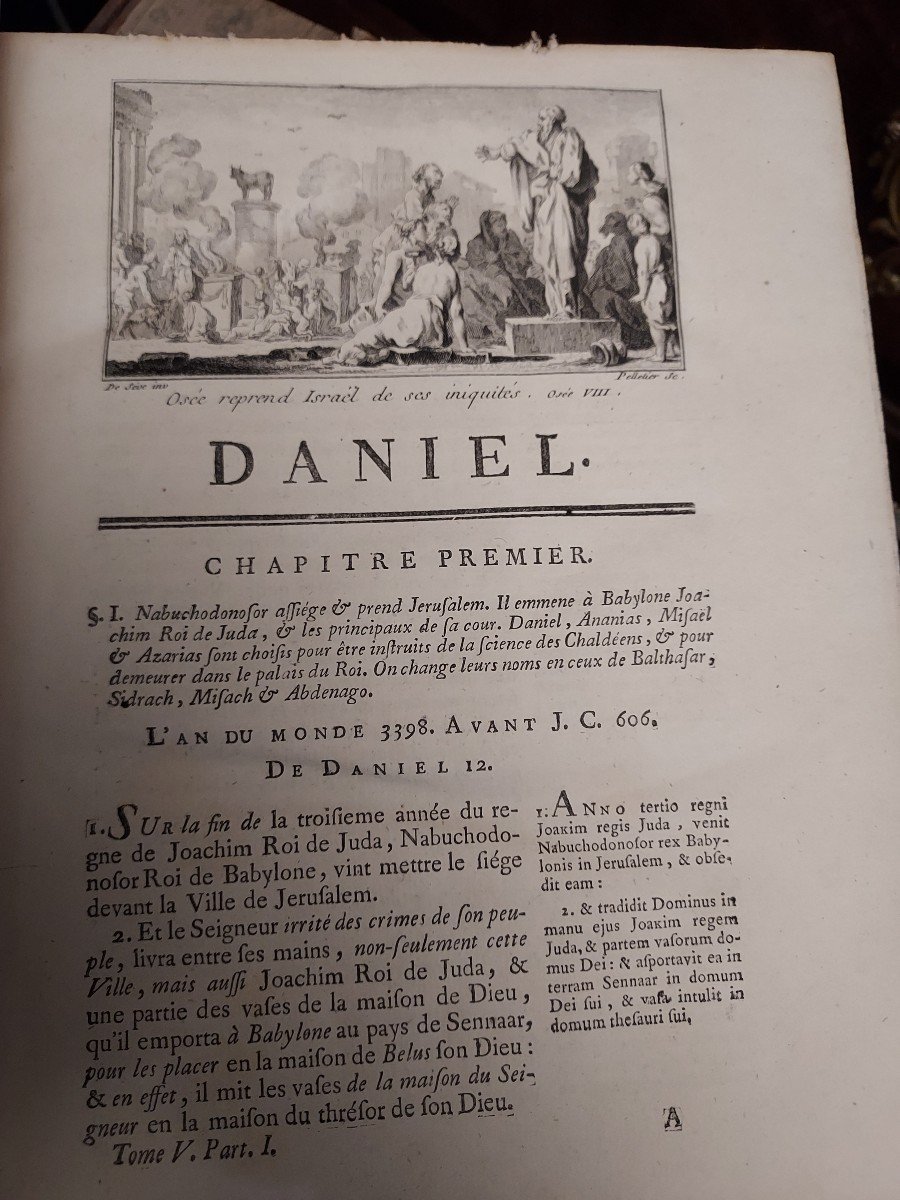 De Seve inv
Pelletier Sc.
Osée reprend Israël de ses iniquités. Osée VIII.
DANIEL.
CHAPITRE PREMIER.
§. I. Nabuchodonoſor aſſiége & prend Jeruſalem. Il emmene à Babylone Joa-
chim Roi de Juda, & les principaux de ſa cour. Daniel, Ananias, Miſaël
& Azarias ſont choiſis pour être inſtruits de la ſcience des Chaldéens, & pour
demeurer dans le palais du Roi. On change leurs noms en ceux de Balthaſar,
Sidrach, Miſach & Abdenago.
L'AN DU MONDE 3398. AVANT J. C. 606.
DE DANIEL 12.
1. SUR la fin de la troiſieme année du re-
gne de Joachim Roi de Juda, Nabuchodo-
noſor Roi de Babylone, vint mettre le ſiége
devant la Ville de Jeruſalem.
2. Et le Seigneur irrité des crimes de ſon peu-
ple, livra entre ſes mains, non-ſeulement cette
Ville, mais auſſi Joachim Roi de Juda, &
une partie des vaſes de la maiſon de Dieu,
qu'il emporta à Babylone au pays de Sennaar,
pour les placer en la maiſon de Belus ſon Dieu:
& en effet, il mit les vaſes de la maiſon du Sei-
gneur en la maiſon du thréſor de ſon Dieu.
Tome V. Part. I.
1. ANNO tertio regni
Joaxim regis Juda, venit
Nabuchodonoſor rex Baby-
lonis in Jeruſalem, & obſe-
dit eam:
2. & tradidit Dominus in
manu ejus Joaxim regem
Juda, & partem vaſorum do-
mus Dei: & aſportavit ea in
terram Sennaar in domum
Dei ſui, & vaſa intulit in
domum theſauri ſui.
A